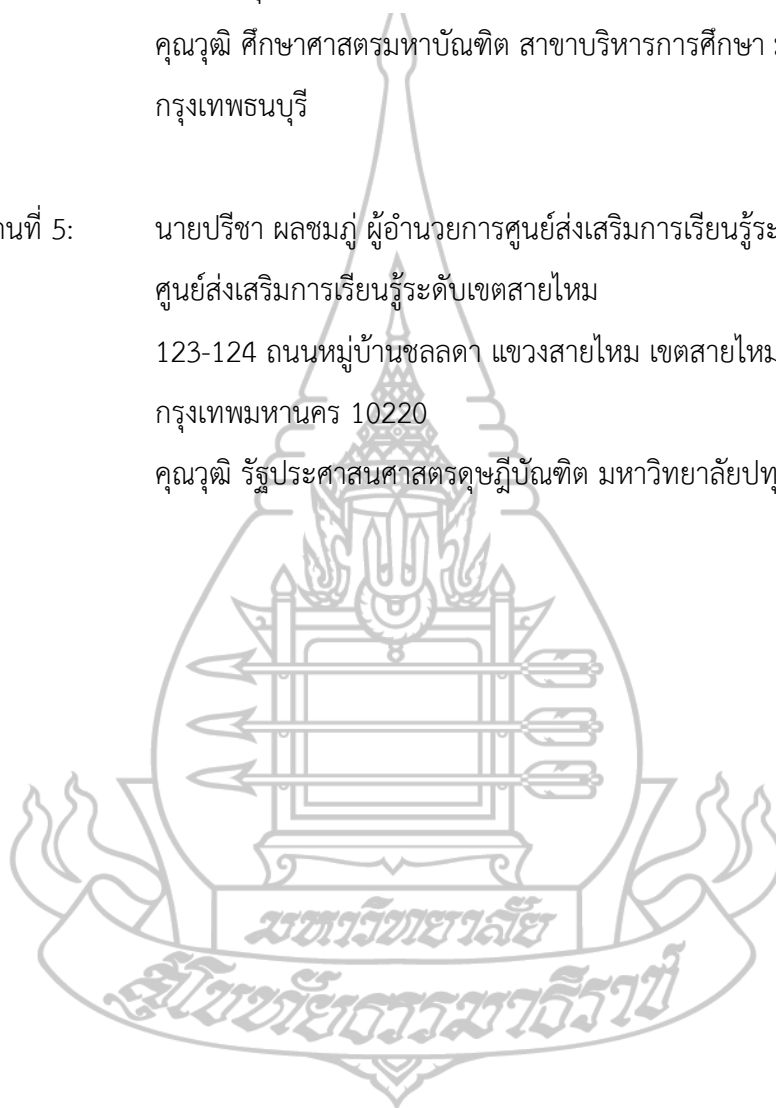 คุณวุฒิ ศึกษาศาสตรมหาบัณฑิต สาขาบริหารการศึกษา
กรุงเทพธนบุรี
านที่ 5: นายปรีชา ผลชมภู่ ผู้อำนวยการศูนย์ส่งเสริมการเรียนรู้ระ
ศูนย์ส่งเสริมการเรียนรู้ระดับเขตสายไหม
123-124 ถนนหมู่บ้านชลลดา แขวงสายไหม เขตสายไหม
กรุงเทพมหานคร 10220
คุณวุฒิ รัฐประศาสนศาสตรดุษฎีบัณฑิต มหาวิทยาลัยปทุ
มหาวิทยาลัย
สุโขทัยธรรมาธิราช